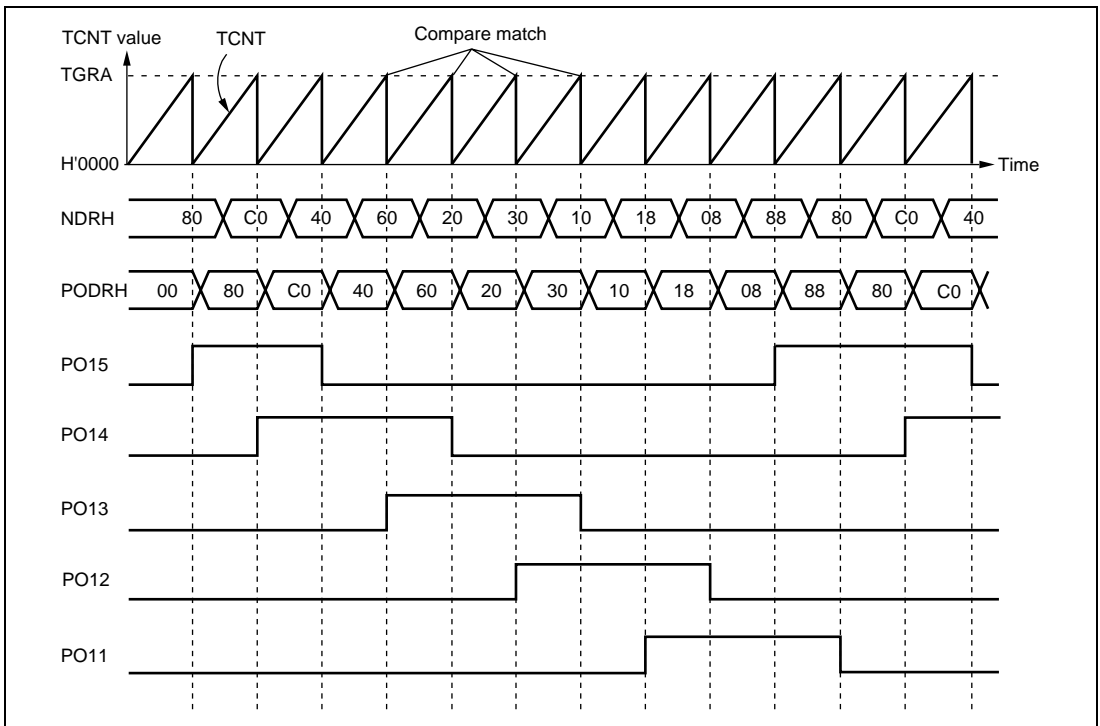 TCNT value TCNT Compare match
TGRA
H'0000 Time
NDRH 80 C0 40 60 20 30 10 18 08 88 80 C0 40
PODRH 00 80 C0 40 60 20 30 10 18 08 88 80 C0
PO15
PO14
PO13
PO12
PO11